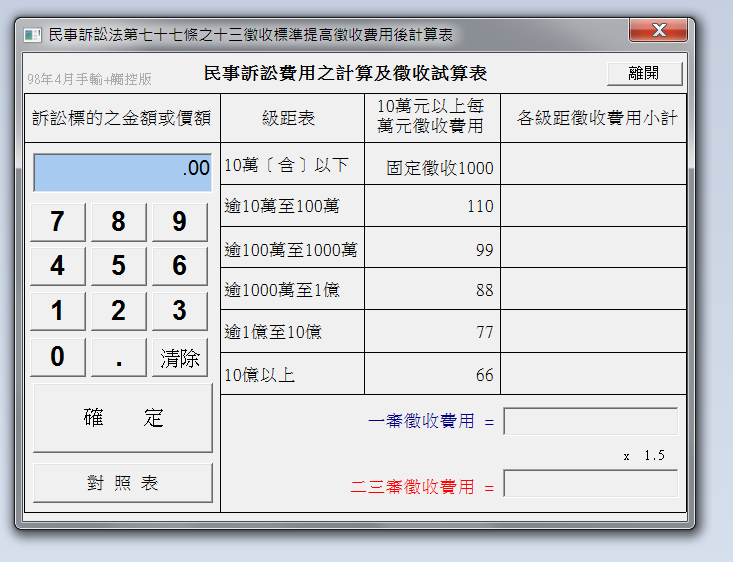 民事訴訟法第七十七條之十三徵收標準提高徵收費用後計算表
98年4月手輸+觸控版
民事訴訟費用之計算及徵收試算表
離開
訴訟標的之金額或價額
級距表
10萬元以上每
萬元徵收費用
各級距徵收費用小計
.00
10萬〔含〕以下
固定徵收1000
逾10萬至100萬
110
逾100萬至1000萬
99
逾1000萬至1億
88
逾1億至10億
77
10億以上
66
7 8 9
4 5 6
1 2 3
0 . 清除
確 定
對 照 表
一審徵收費用 =
x 1.5
二三審徵收費用 =